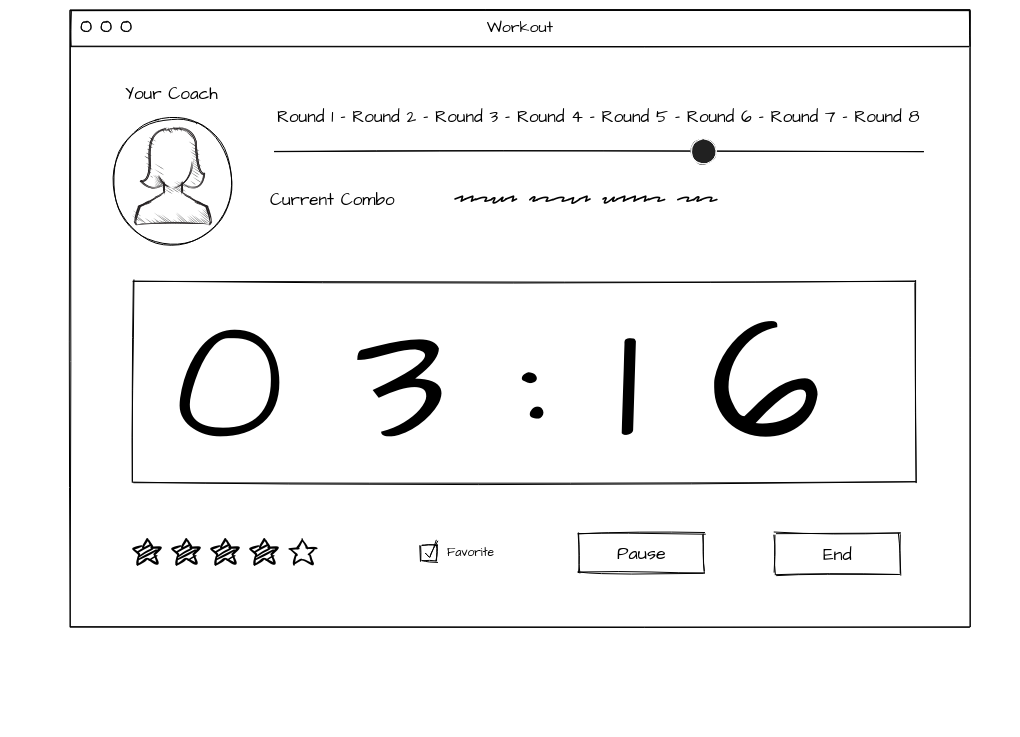 Workout
Your Coach
Round 1 - Round 2 - Round 3 - Round 4 - Round 5 - Round 6 - Round 7 - Round 8
Current Combo
03:16
Favorite
Pause
End